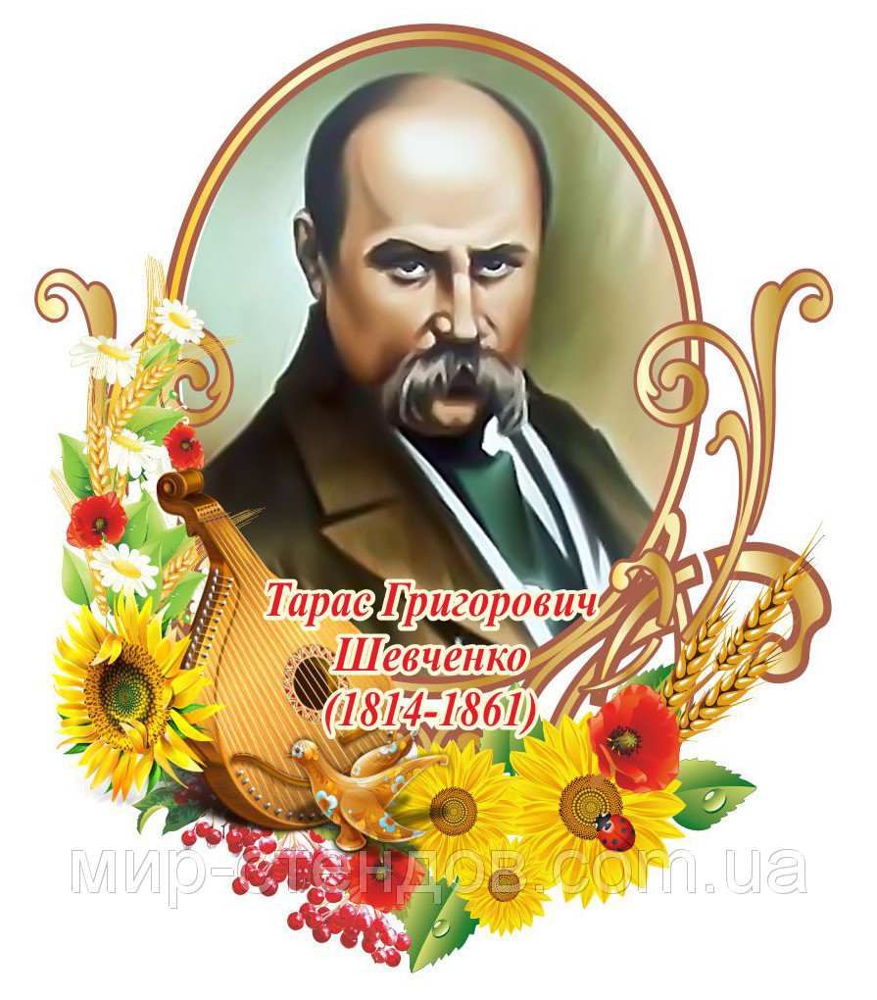 Тарас Григорович
Шевченко
(1814-1861)
мир-стендов.com.ua